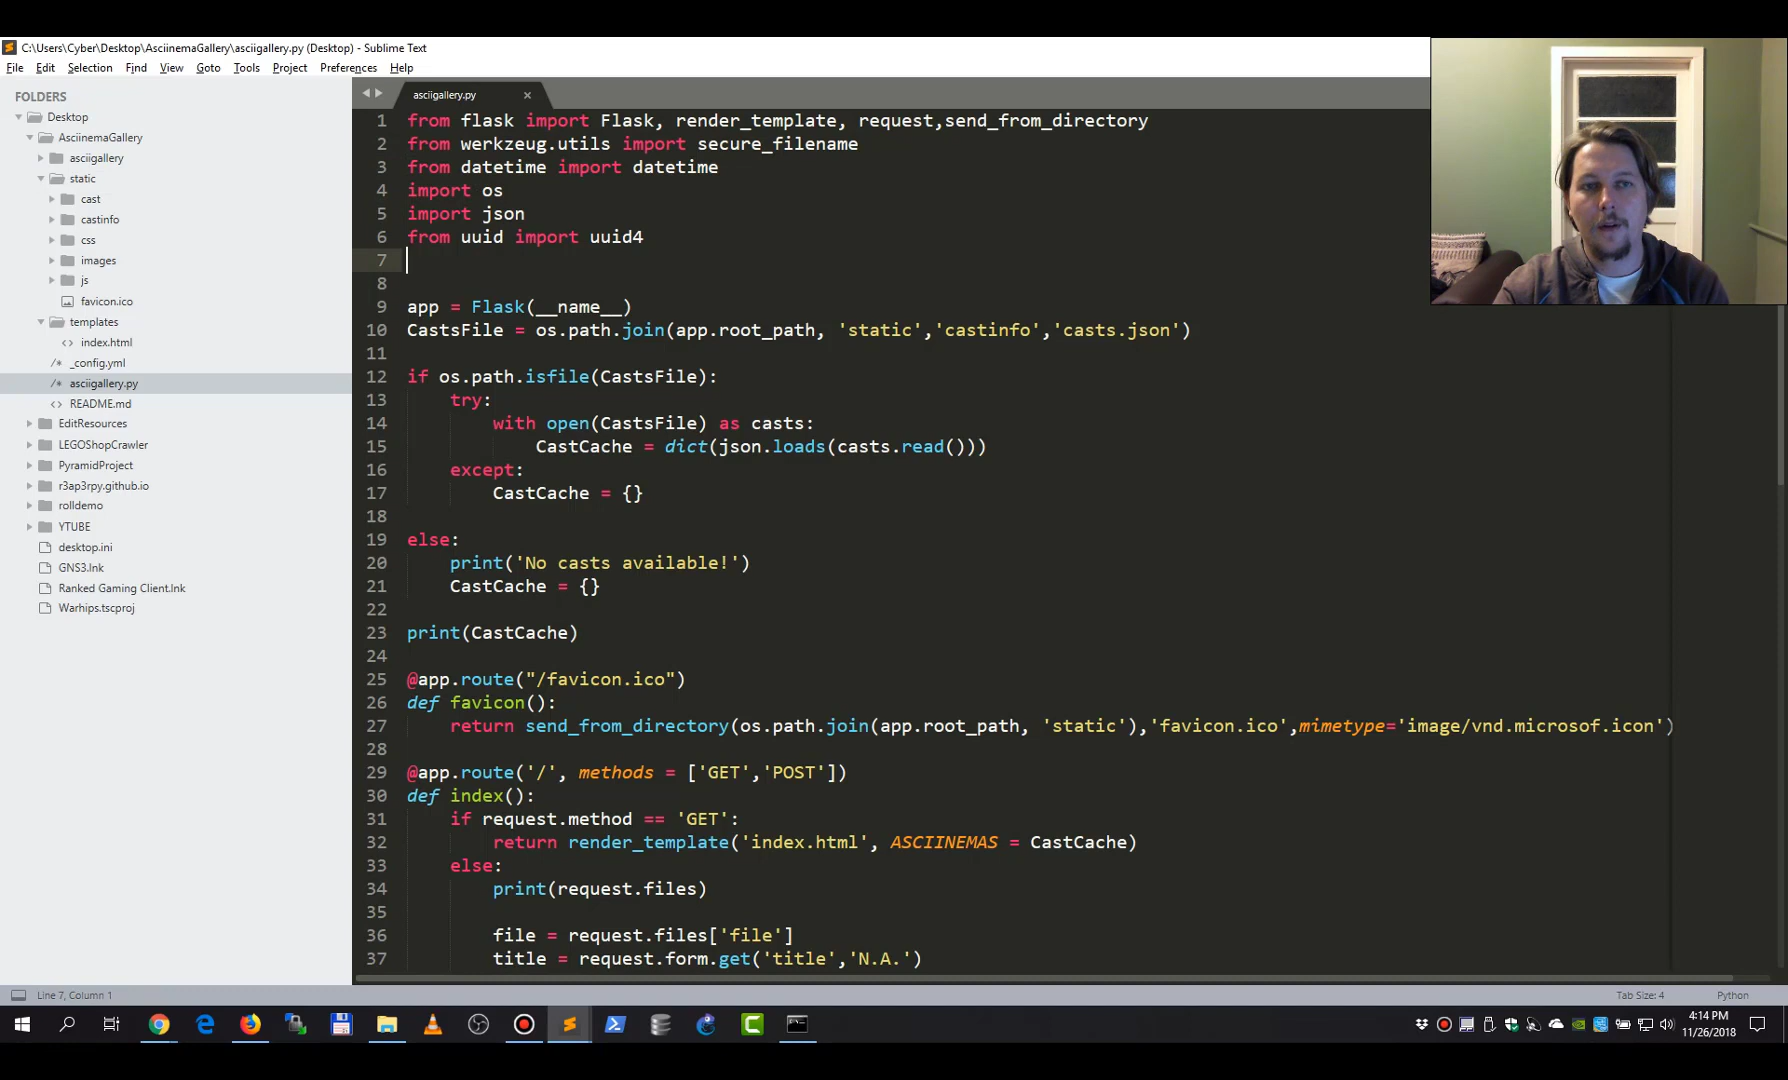 C:\Users\Cyber\Desktop\AsciinemaGallery\asciigallery.py (Desktop) - Sublime Text
File Edit Selection Find View Goto Tools Project Preferences Help
FOLDERS
Desktop
AsciinemaGallery
asciigallery
static
cast
castinfo
css
images
js
favicon.ico
templates
index.html
_config.yml
asciigallery.py
README.md
EditResources
LEGOShopCrawler
PyramidProject
r3ap3rpy.github.io
rolldemo
YTUBE
desktop.ini
GNS3.lnk
Ranked Gaming Client.lnk
Warhips.tscproj
asciigallery.py
1 from flask import Flask, render_template, request,send_from_directory
2 from werkzeug.utils import secure_filename
3 from datetime import datetime
4 import os
5 import json
6 from uuid import uuid4
7
8
9 app = Flask(__name__)
10 CastsFile = os.path.join(app.root_path, 'static','castinfo','casts.json')
11
12 if os.path.isfile(CastsFile):
13 try:
14 with open(CastsFile) as casts:
15 CastCache = dict(json.loads(casts.read()))
16 except:
17 CastCache = {}
18
19 else:
20 print('No casts available!')
21 CastCache = {}
22
23 print(CastCache)
24
25 @app.route("/favicon.ico")
26 def favicon():
27 return send_from_directory(os.path.join(app.root_path, 'static'),'favicon.ico',mimetype='image/vnd.microsof.icon')
28
29 @app.route('/', methods = ['GET','POST'])
30 def index():
31 if request.method == 'GET':
32 return render_template('index.html', ASCIINEMAS = CastCache)
33 else:
34 print(request.files)
35
36 file = request.files['file']
37 title = request.form.get('title','N.A.')
Line 7, Column 1
Tab Size: 4
Python
4:14 PM
11/26/2018